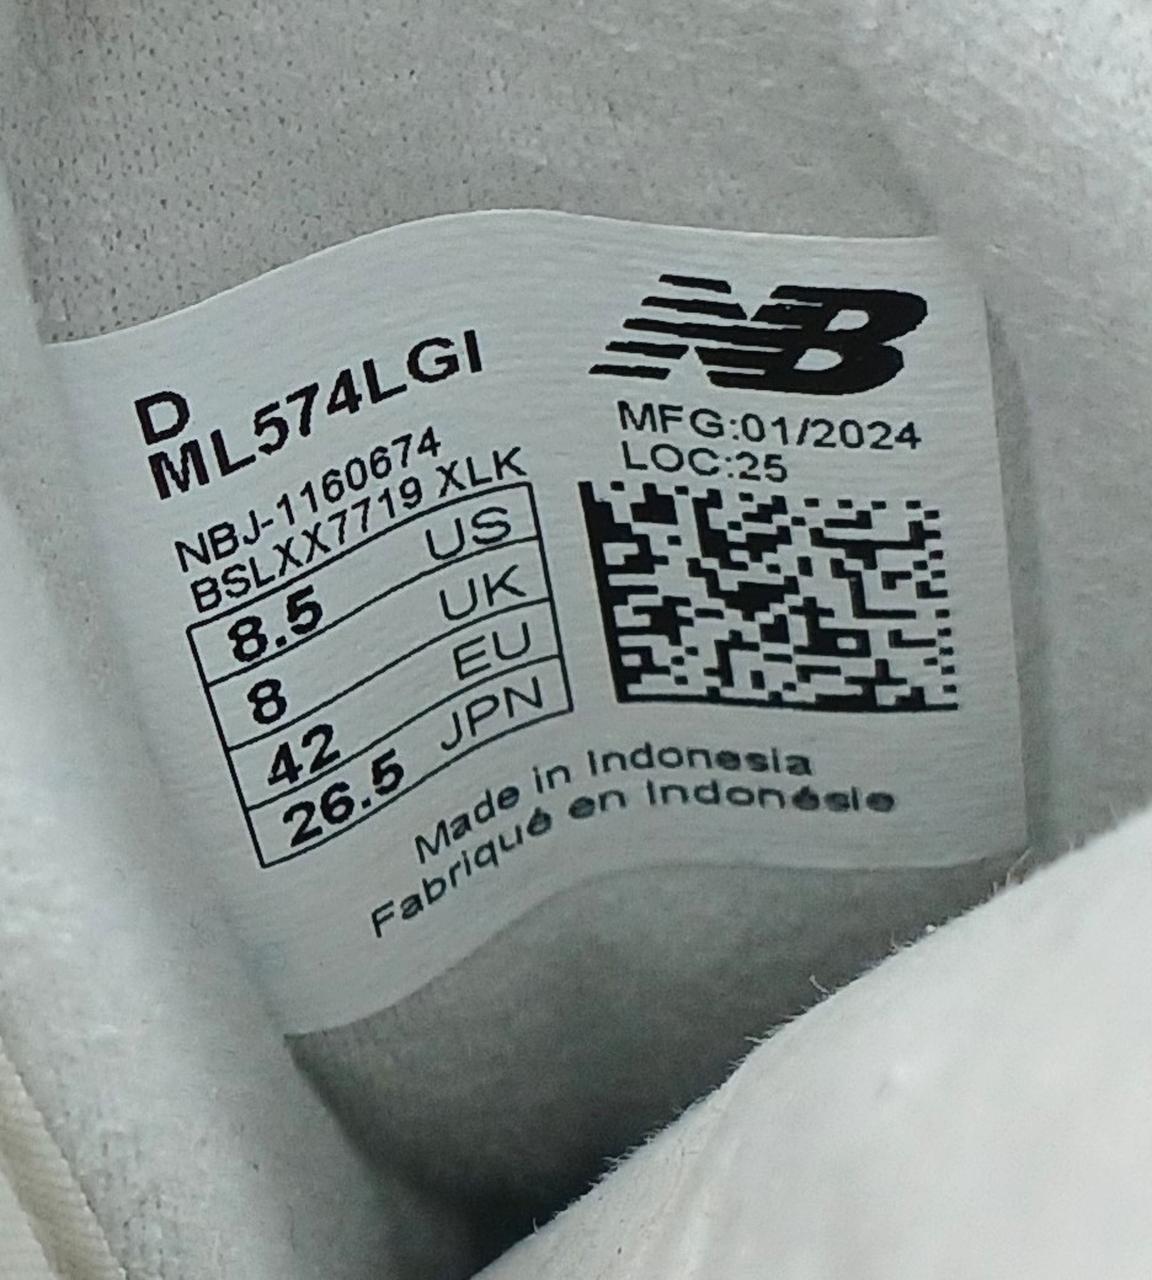 D
ML574LGI
NBJ-1160674
BSLXX7719 XLK
8.5 US
8 UK
42 EU
26.5 JPN
NB
MFG:01/2024
LOC:25
Made in Indonesia
Fabriqué en Indonésie